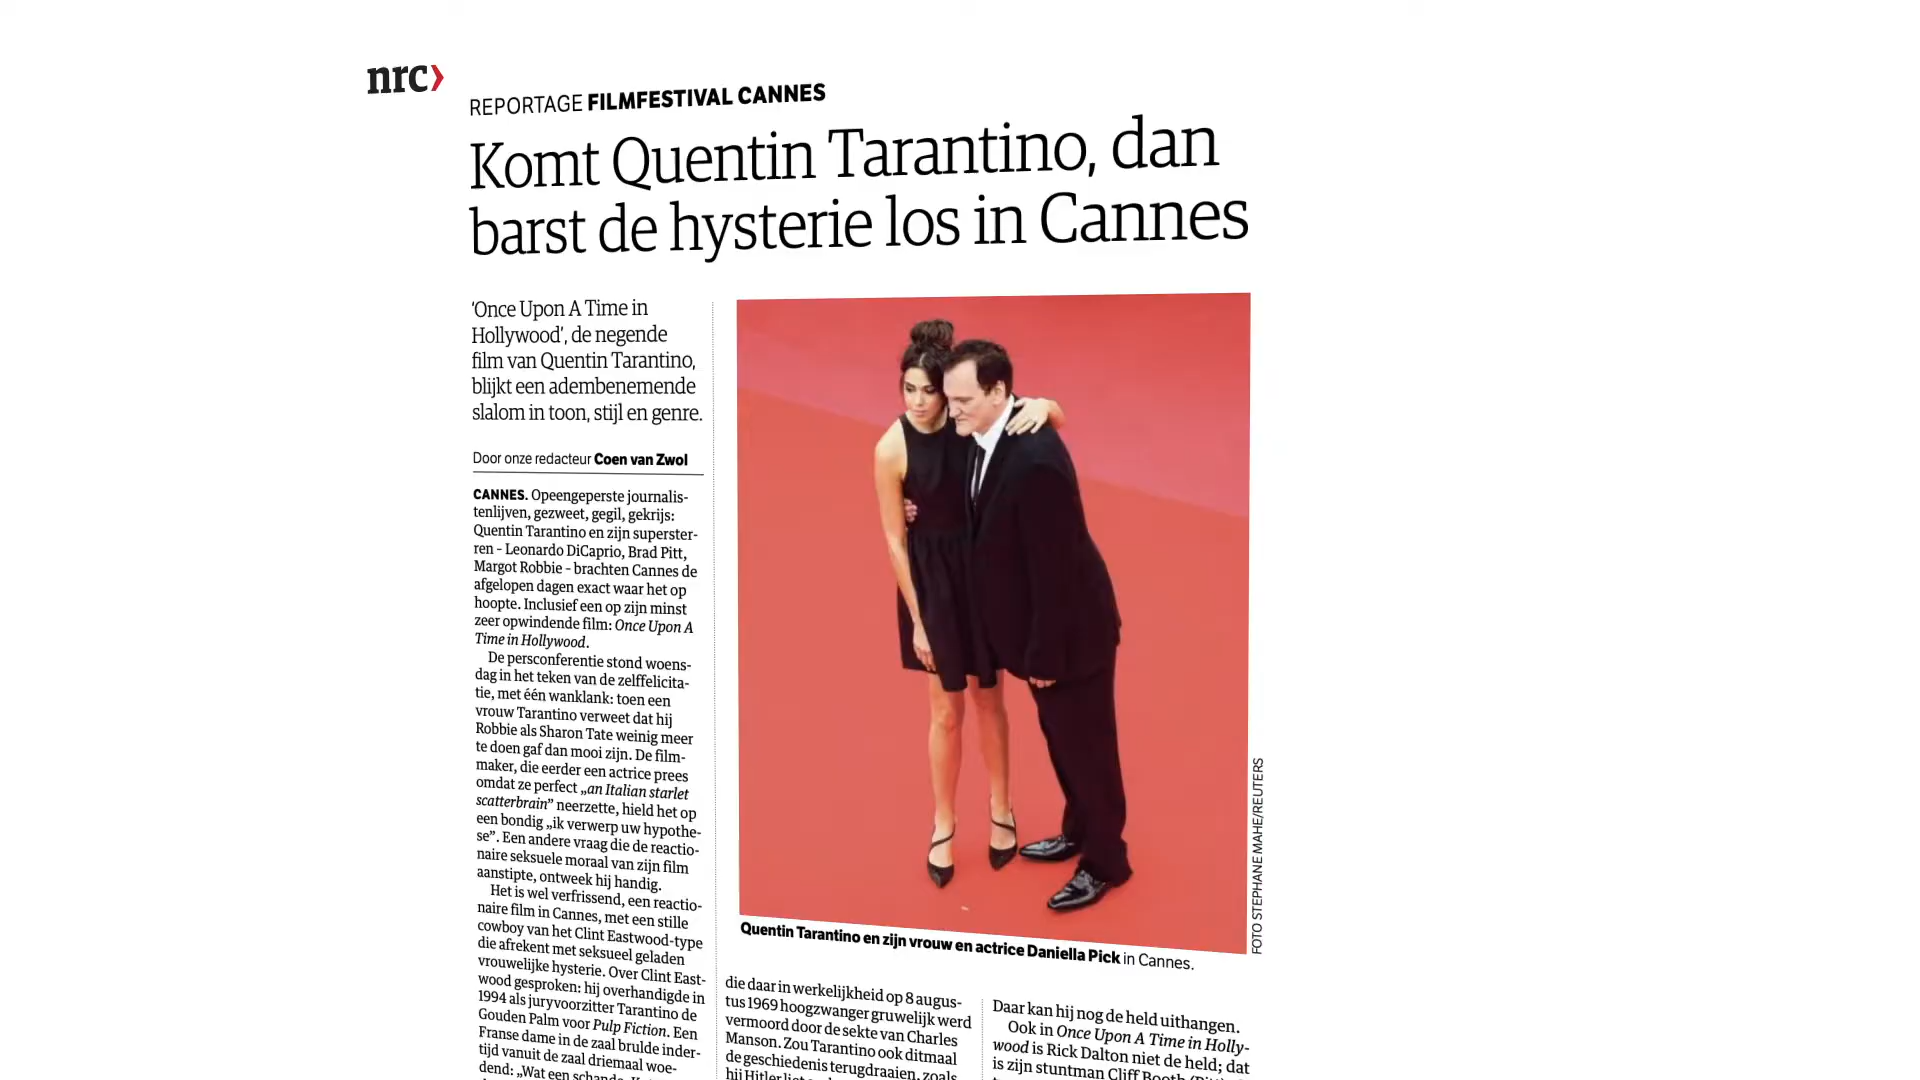 nrc
REPORTAGE FILMFESTIVAL CANNES
Komt Quentin Tarantino, dan
barst de hysterie los in Cannes
‘Once Upon A Time in
Hollywood’, de negende
film van Quentin Tarantino,
blijkt een adembenemende
slalom in toon, stijl en genre.
Door onze redacteur Coen van Zwol
CANNES. Opeengeperste journalis-
tenlijven, gezweet, gegil, gekrijs:
Quentin Tarantino en zijn superster-
ren - Leonardo DiCaprio, Brad Pitt,
Margot Robbie - brachten Cannes de
afgelopen dagen exact waar het op
hoopte. Inclusief een op zijn minst
zeer opwindende film: Once Upon A
Time in Hollywood.
De persconferentie stond woens-
dag in het teken van de zelffelicita-
tie, met één wanklank: toen een
vrouw Tarantino verweet dat hij
Robbie als Sharon Tate weinig meer
te doen gaf dan mooi zijn. De film-
maker, die eerder een actrice prees
omdat ze perfect „an Italian starlet
scatterbrain” neerzette, hield het op
een bondig „ik verwerp uw hypothe-
se”. Een andere vraag die de reactio-
naire seksuele moraal van zijn film
aanstipte, ontweek hij handig.
Het is wel verfrissend, een reactio-
naire film in Cannes, met een stille
cowboy van het Clint Eastwood-type
die afrekent met seksueel geladen
vrouwelijke hysterie. Over Clint East-
wood gesproken: hij overhandigde in
1994 als juryvoorzitter Tarantino de
Gouden Palm voor Pulp Fiction. Een
Franse dame in de zaal brulde inder-
tijd vanuit de zaal driemaal woe-
dend: „Wat een schande.
FOTO STEPHANE MAHE/REUTERS
Quentin Tarantino en zijn vrouw en actrice Daniella Pick in Cannes.
die daar in werkelijkheid op 8 augus-
tus 1969 hoogzwanger gruwelijk werd
vermoord door de sekte van Charles
Manson. Zou Tarantino ook ditmaal
de geschiedenis terugdraaien, zoals
hij Hitler
Daar kan hij nog de held uithangen.
Ook in Once Upon A Time in Holly-
wood is Rick Dalton niet de held; dat
is zijn stuntman Cliff Booth (Pitt),